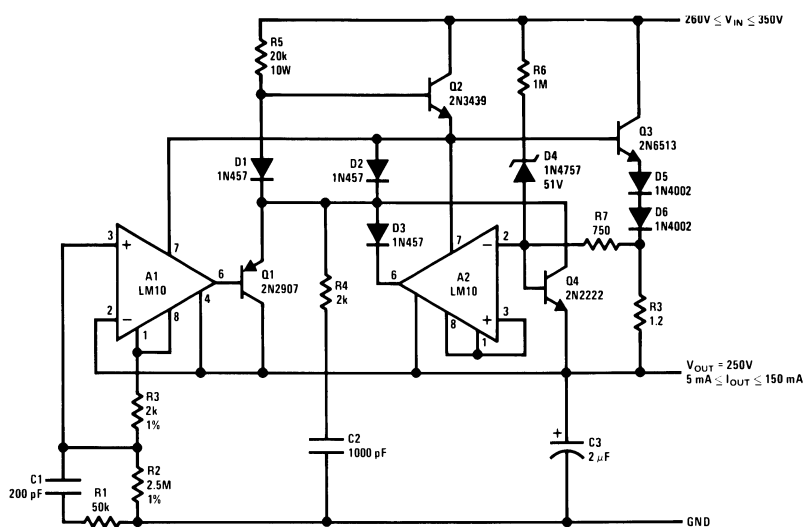 260V ≤ VIN ≤ 350V
R5
20k
10W
R6
1M
Q2
2N3439
Q3
2N6513
D1
1N457
D2
1N457
D4
1N4757
51V
D5
1N4002
D6
1N4002
R7
750
D3
1N457
3
+
7
A1
LM10
6
4
2
−
1
8
Q1
2N2907
R4
2k
7
−
2
6
A2
LM10
+
3
8
1
Q4
2N2222
R3
1.2
VOUT = 250V
5 mA ≤ IOUT ≤ 150 mA
R3
2k
1%
R2
2.5M
1%
C1
200 pF
R1
50k
C2
1000 pF
+
C3
2 μF
GND